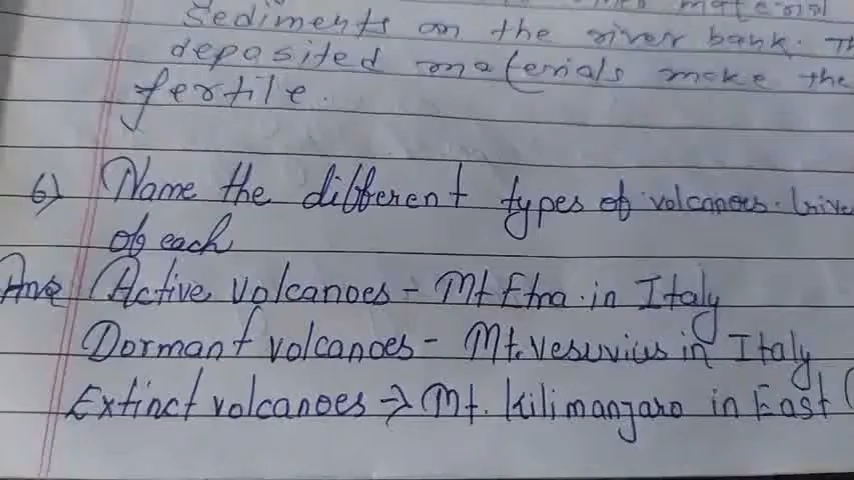 material
Sediments on the river bank.
deposited materials make the
fertile.
6) Name the different types of volcanoes. Give
of each
Ans Active volcanoes - Mt Etna. in Italy
Dormant volcanoes - Mt. Vesuvius in Italy
Extinct volcanoes → Mt. Kilimanjaro in East